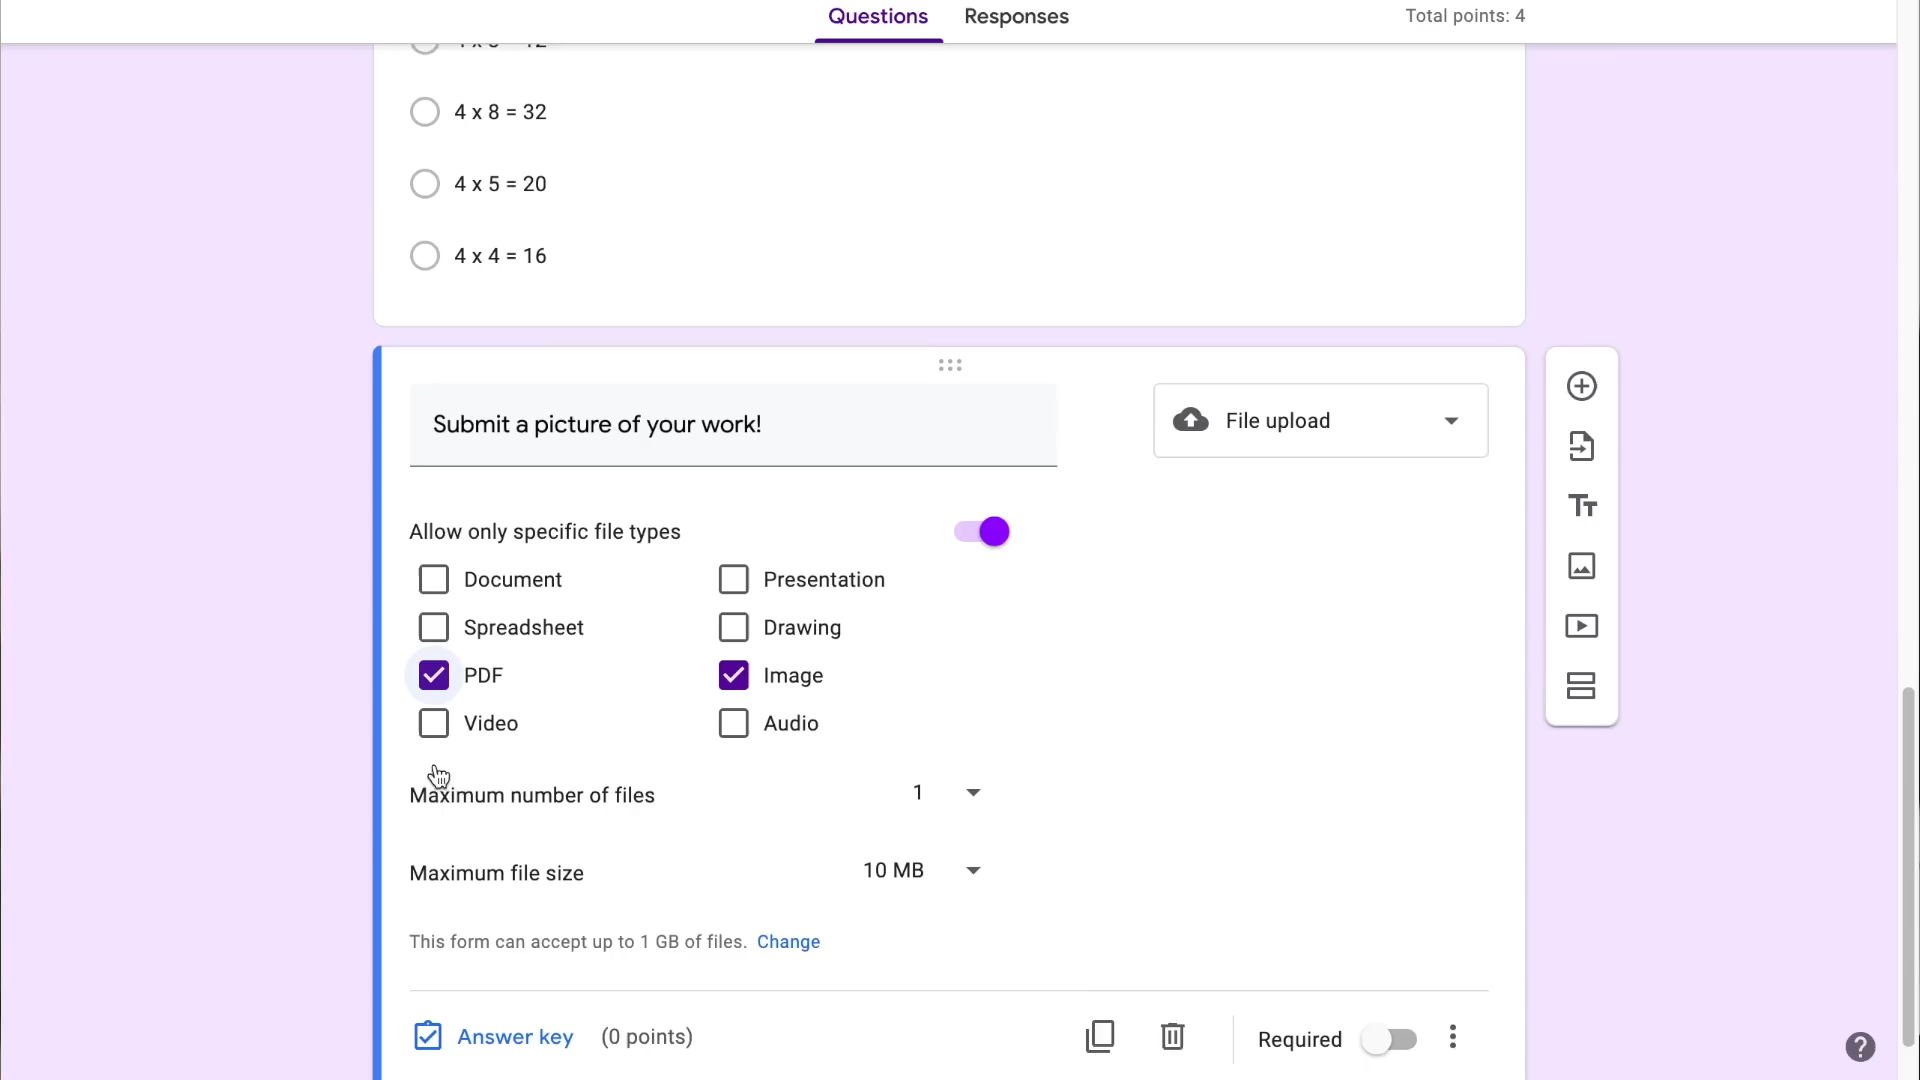 Questions Responses Total points: 4
4 x 8 = 32
4 x 5 = 20
4 x 4 = 16
Submit a picture of your work!
File upload
Tt
Allow only specific file types
Document Presentation
Spreadsheet Drawing
PDF Image
Video Audio
Maximum number of files 1
Maximum file size 10 MB
This form can accept up to 1 GB of files. Change
Answer key (0 points) Required